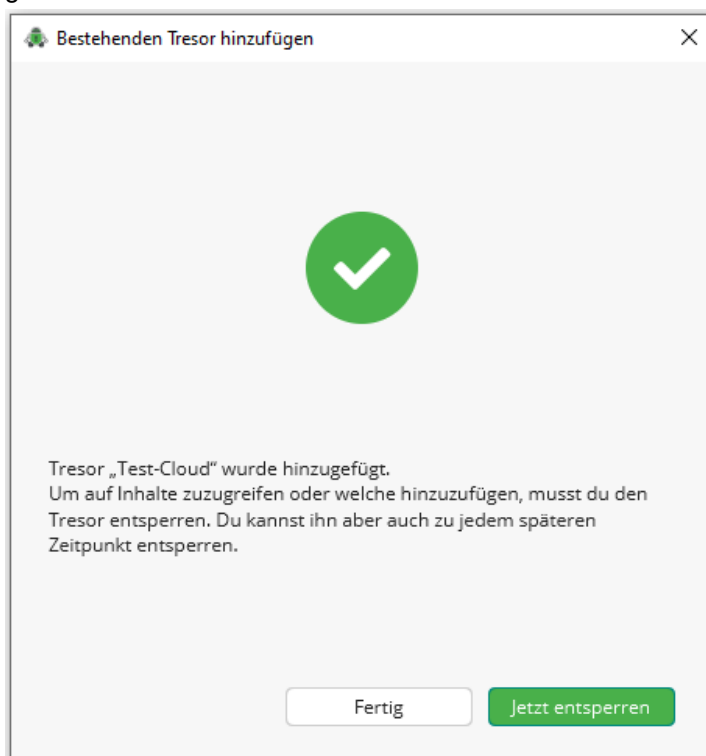 Bestehenden Tresor hinzufügen
Tresor „Test-Cloud“ wurde hinzugefügt.
Um auf Inhalte zuzugreifen oder welche hinzuzufügen, musst du den
Tresor entsperren. Du kannst ihn aber auch zu jedem späteren
Zeitpunkt entsperren.
Fertig
Jetzt entsperren